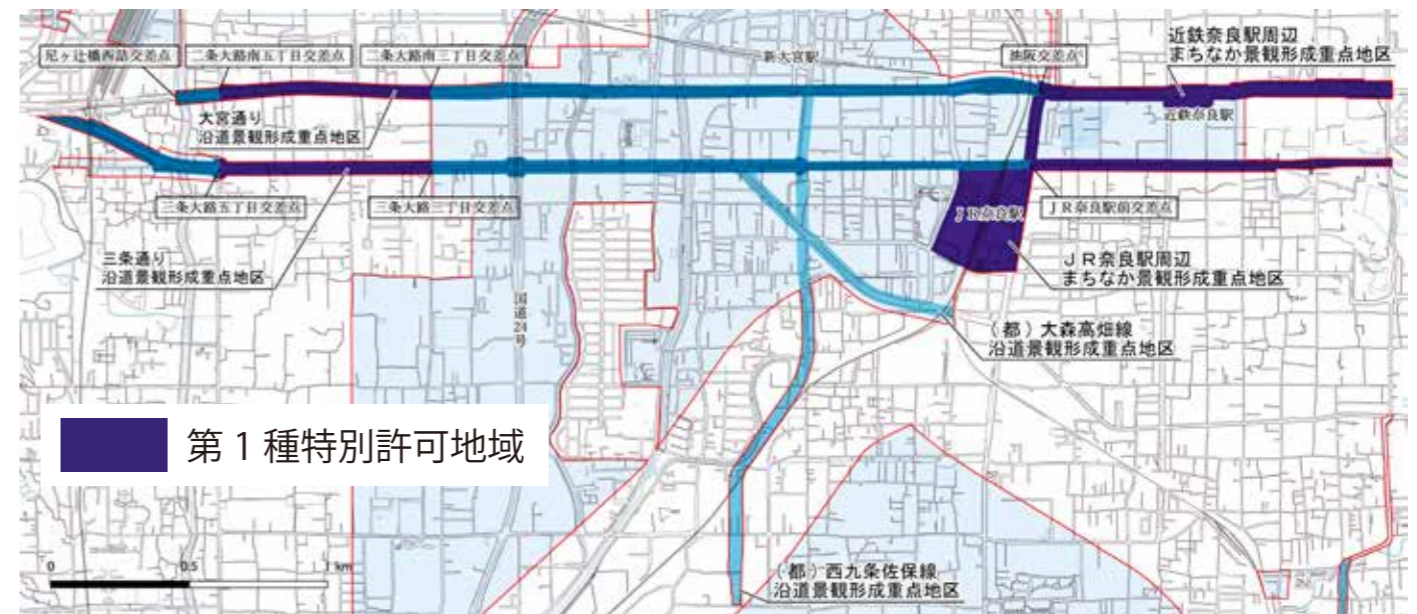 近鉄奈良駅周辺
まちなか景観形成重点地区
尼ヶ辻橋西詰交差点
二条大路南五丁目交差点
二条大路南三丁目交差点
新大宮駅
油阪交差点
大宮通り
沿道景観形成重点地区
近鉄奈良駅
三条大路五丁目交差点
三条大路三丁目交差点
JR奈良駅
JR奈良駅前交差点
三条通り
沿道景観形成重点地区
JR奈良駅周辺
まちなか景観形成重点地区
国道24号
(都)大森高畑線
沿道景観形成重点地区
第1種特別許可地域
0 0.5 1 km
(都)西九条佐保線
沿道景観形成重点地区